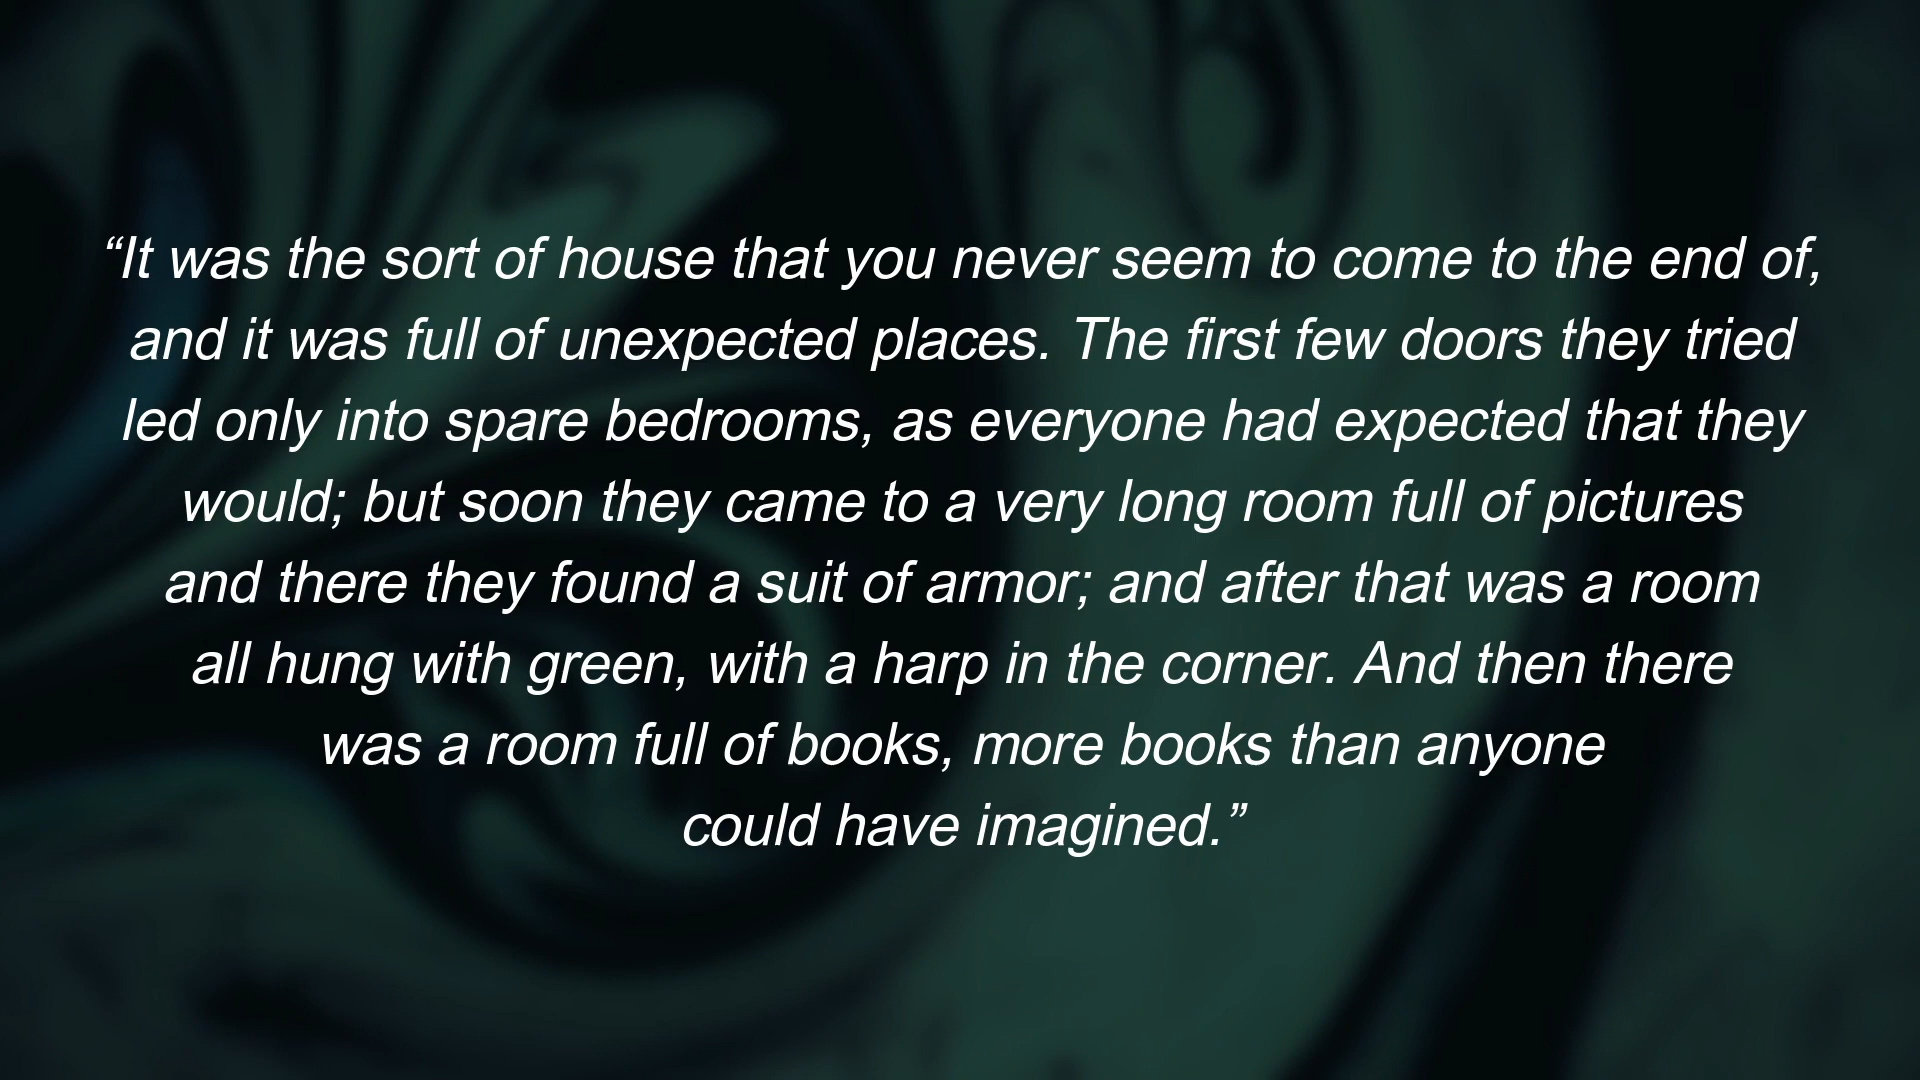 “It was the sort of house that you never seem to come to the end of,
and it was full of unexpected places. The first few doors they tried
led only into spare bedrooms, as everyone had expected that they
would; but soon they came to a very long room full of pictures
and there they found a suit of armor; and after that was a room
all hung with green, with a harp in the corner. And then there
was a room full of books, more books than anyone
could have imagined.”